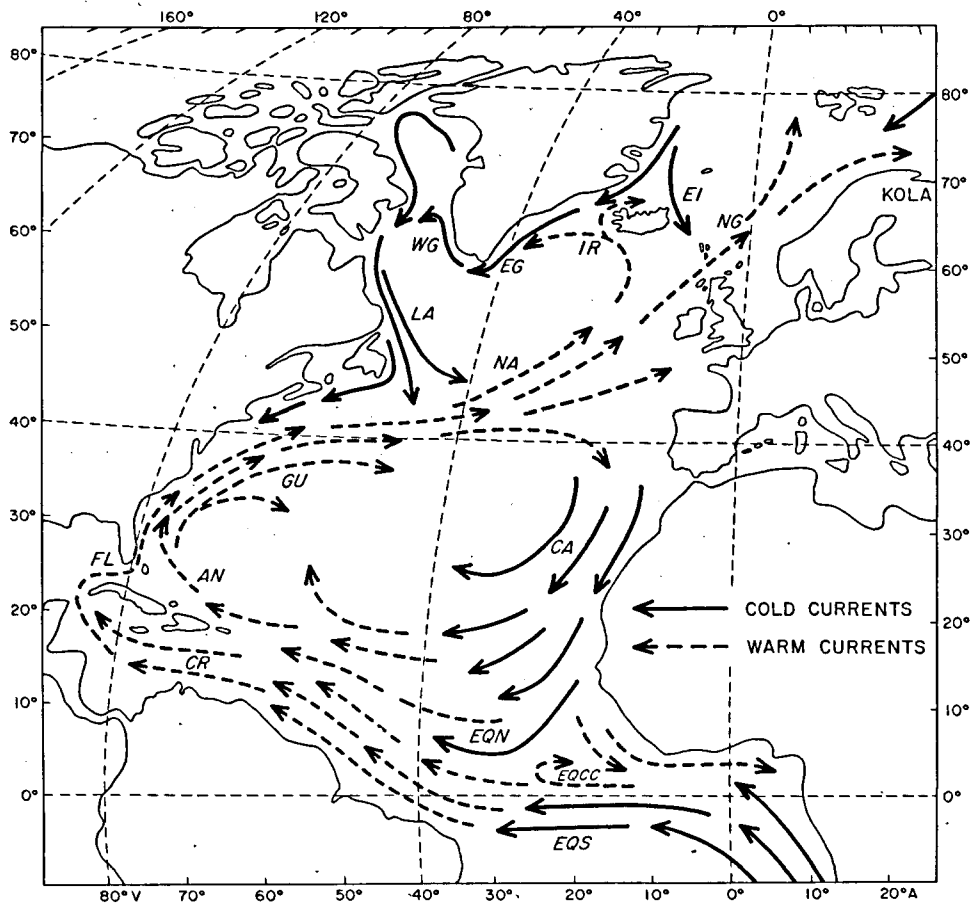 160° 120° 80° 40° 0°
80°
80°
70°
70°
KOLA
EI
NG
60°
WG
IR
EG
60°
LA
50°
NA
50°
40°
40°
GU
30°
30°
FL
CA
AN
20°
COLD CURRENTS
20°
WARM CURRENTS
CR
10°
10°
EQN
EQCC
0°
0°
EQS
80° V 70° 60° 50° 40° 30° 20° 10° 0° 10° 20° A